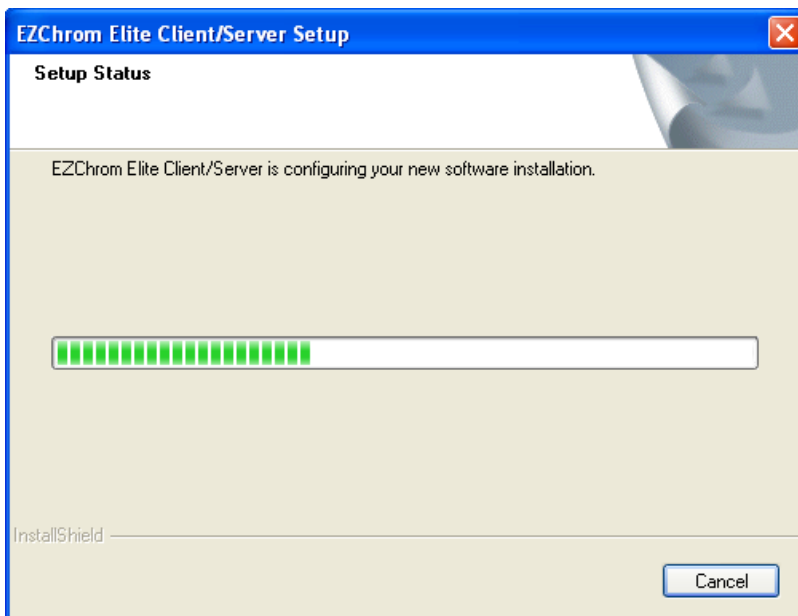 EZChrom Elite Client/Server Setup
Setup Status
EZChrom Elite Client/Server is configuring your new software installation.
InstallShield
Cancel